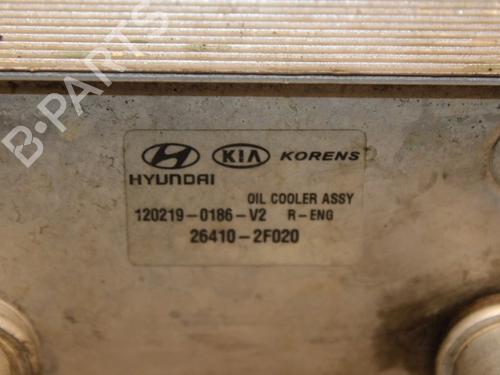 B-PARTS
KIA KORENS
HYUNDAI
OIL COOLER ASSY
120219-0186-V2 R-ENG
26410-2F020